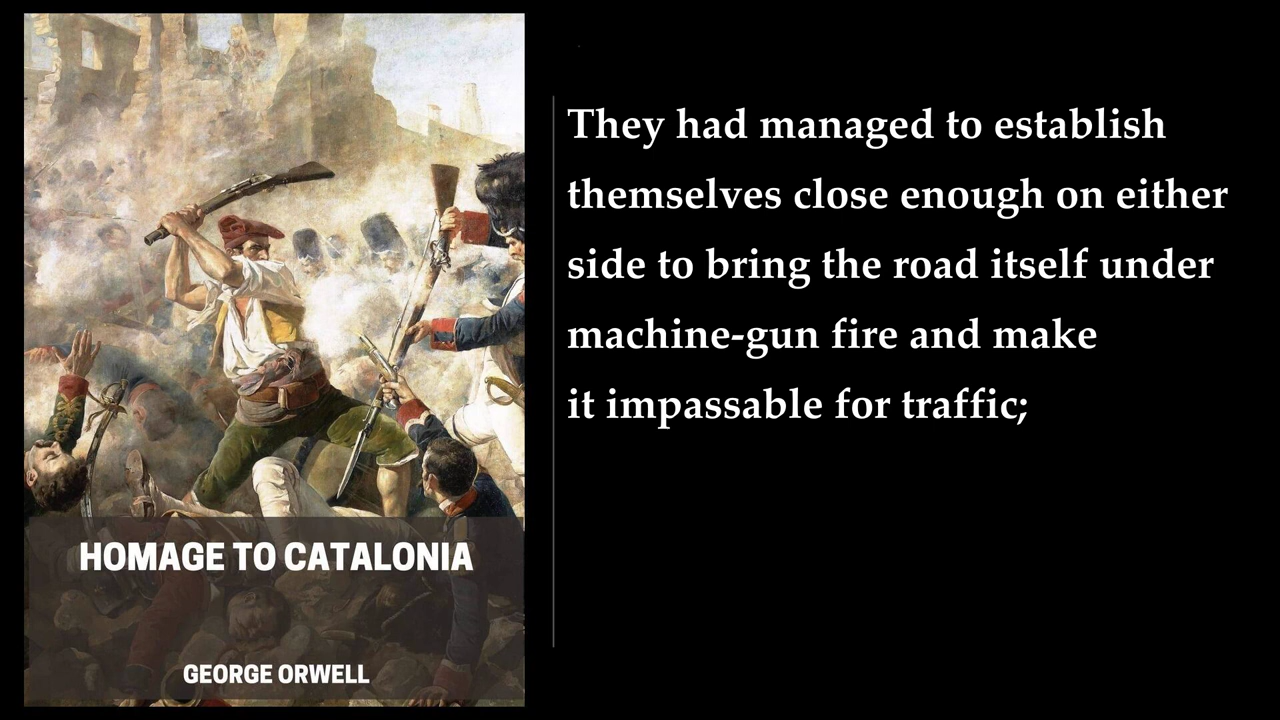 They had managed to establish
themselves close enough on either
side to bring the road itself under
machine-gun fire and make
it impassable for traffic;
HOMAGE TO CATALONIA
GEORGE ORWELL